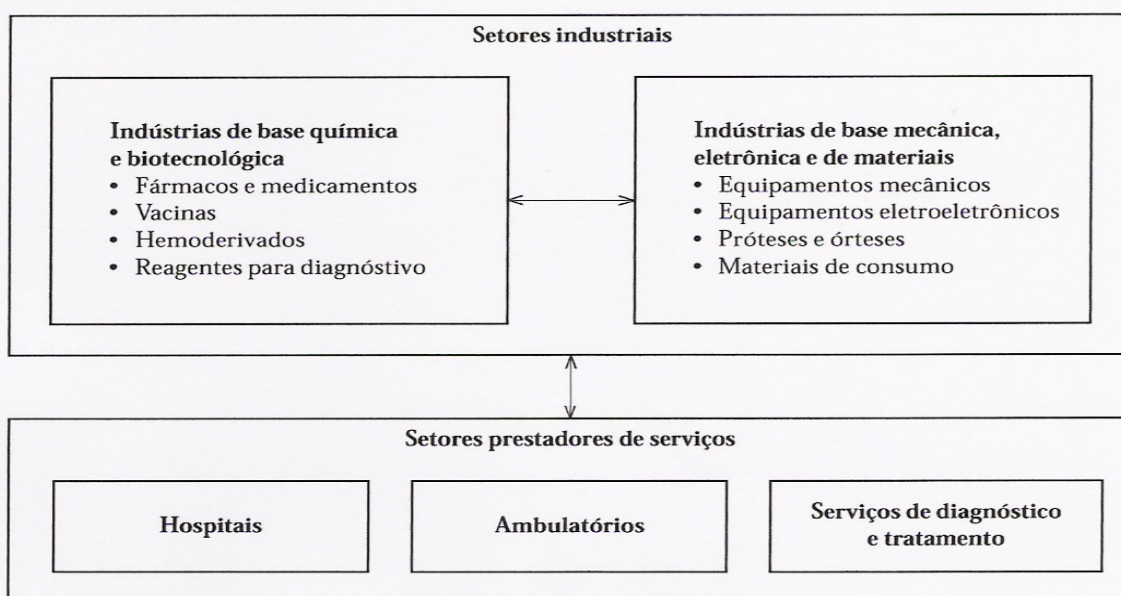 Setores industriais
Indústrias de base química
e biotecnológica
• Fármacos e medicamentos
• Vacinas
• Hemoderivados
• Reagentes para diagnóstivo
Indústrias de base mecânica,
eletrônica e de materiais
• Equipamentos mecânicos
• Equipamentos eletroeletrônicos
• Próteses e órteses
• Materiais de consumo
Setores prestadores de serviços
Hospitais
Ambulatórios
Serviços de diagnóstico
e tratamento